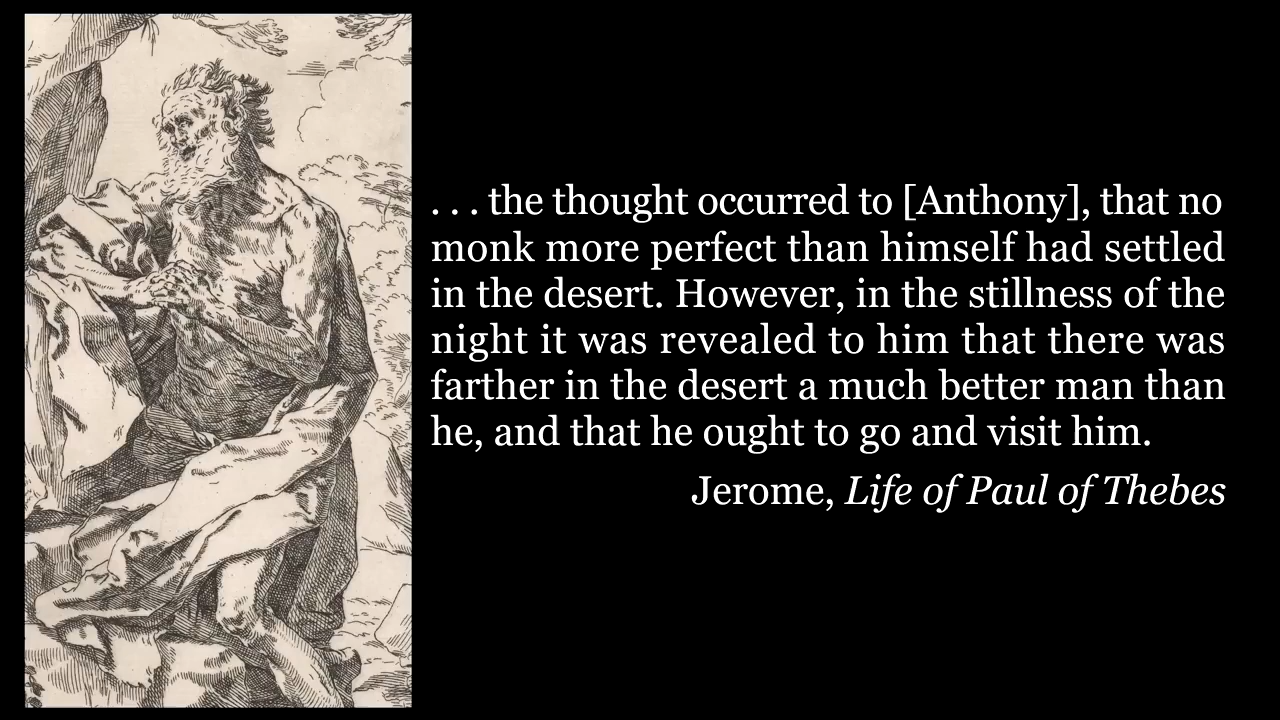 . . . the thought occurred to [Anthony], that no
monk more perfect than himself had settled
in the desert. However, in the stillness of the
night it was revealed to him that there was
farther in the desert a much better man than
he, and that he ought to go and visit him.
Jerome, Life of Paul of Thebes